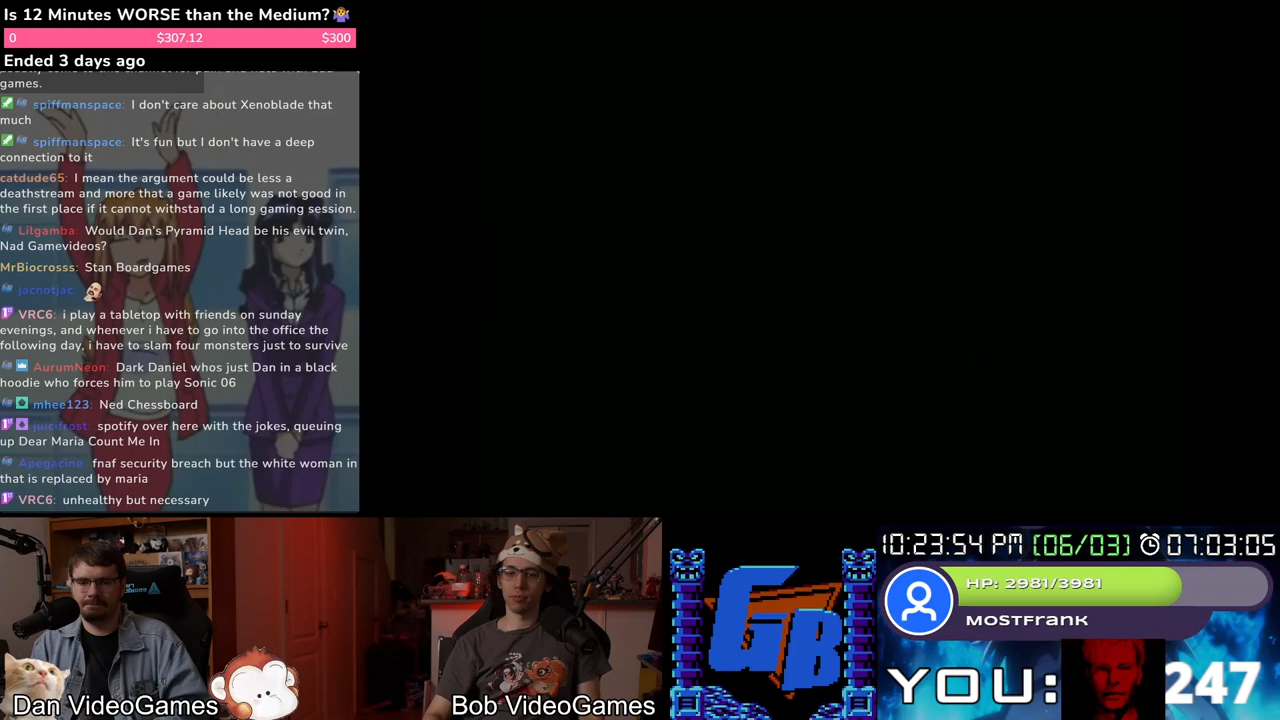 Is 12 Minutes WORSE than the Medium?🤷‍♀️
0 $307.12 $300
Ended 3 days ago
games.
spiffmanspace: I don't care about Xenoblade that
much
spiffmanspace: It's fun but I don't have a deep
connection to it
catdude65: I mean the argument could be less a
deathstream and more that a game likely was not good in
the first place if it cannot withstand a long gaming session.
Lilgamba: Would Dan's Pyramid Head be his evil twin,
Nad Gamevideos?
MrBiocrosss: Stan Boardgames
jacnotjac:
VRC6: i play a tabletop with friends on sunday
evenings, and whenever i have to go into the office the
following day, i have to slam four monsters just to survive
AurumNeon: Dark Daniel whos just Dan in a black
hoodie who forces him to play Sonic 06
mhee123: Ned Chessboard
juicifrost: spotify over here with the jokes, queuing
up Dear Maria Count Me In
Apegacine: fnaf security breach but the white woman in
that is replaced by maria
VRC6: unhealthy but necessary
Dan VideoGames
Bob VideoGames
GB
10:23:54 PM [06/03] 07:03:05
HP: 2981/3981
MostFrank
YOU: 247